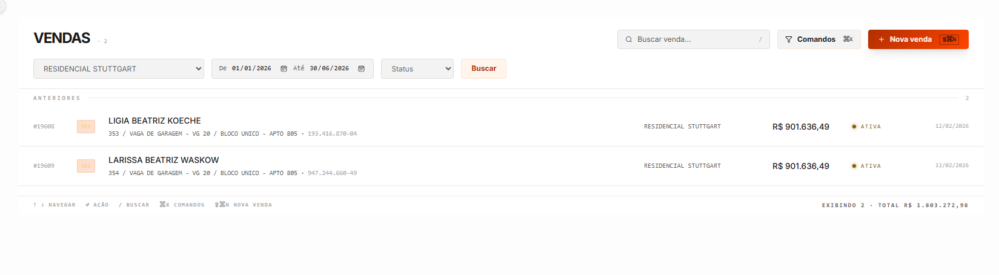 VENDAS · 2
Buscar venda... /
Comandos ⌘K
+ Nova venda ⇧⌘N
RESIDENCIAL STUTTGART
De 01/01/2026 Até 30/06/2026
Status
Buscar
ANTERIORES 2
#19608 RES LIGIA BEATRIZ KOECHE
353 / VAGA DE GARAGEM - VG 20 / BLOCO UNICO - APTO 805 · 193.416.870-04
RESIDENCIAL STUTTGART R$ 901.636,49 ATIVA 12/02/2026
#19609 RES LARISSA BEATRIZ WASKOW
354 / VAGA DE GARAGEM - VG 20 / BLOCO UNICO - APTO 805 · 947.244.660-49
RESIDENCIAL STUTTGART R$ 901.636,49 ATIVA 12/02/2026
↑ ↓ NAVEGAR ↵ AÇÃO / BUSCAR ⌘K COMANDOS ⇧⌘N NOVA VENDA
EXIBINDO 2 · TOTAL R$ 1.803.272,98